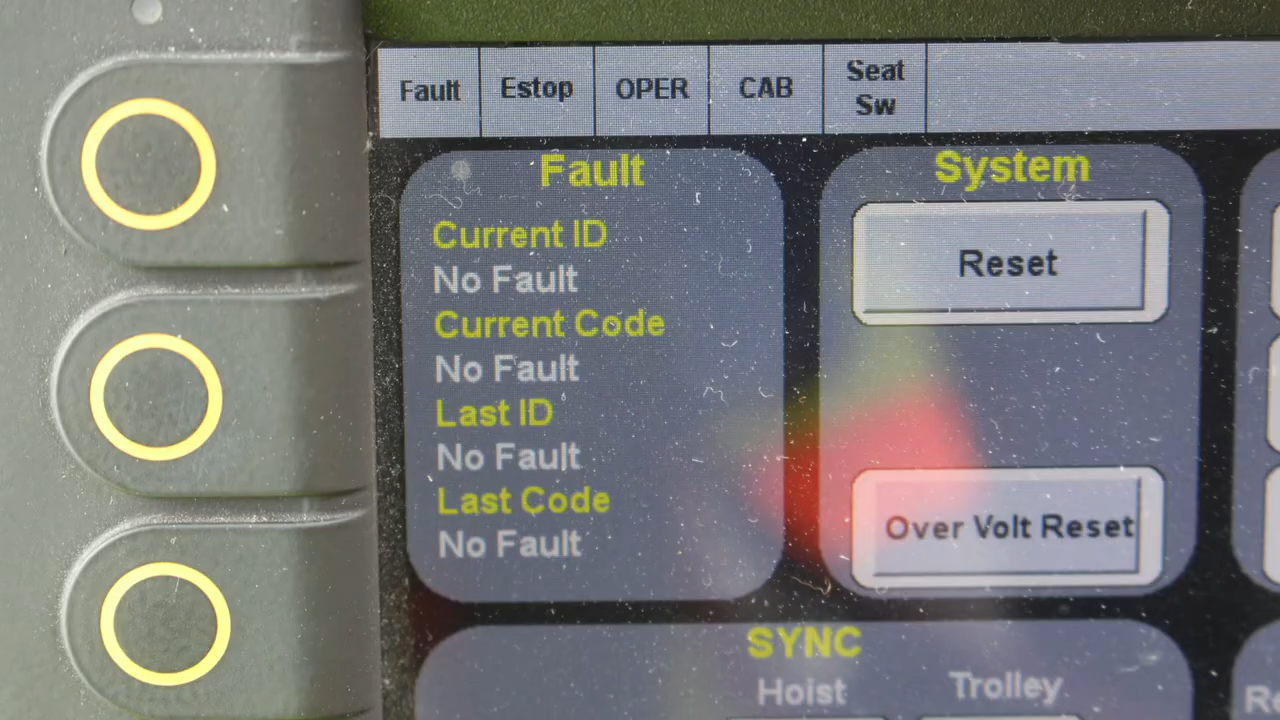 Fault
Estop
OPER
CAB
Seat
Sw
Fault
Current ID
No Fault
Current Code
No Fault
Last ID
No Fault
Last Code
No Fault
System
Reset
Over Volt Reset
SYNC
Hoist
Trolley